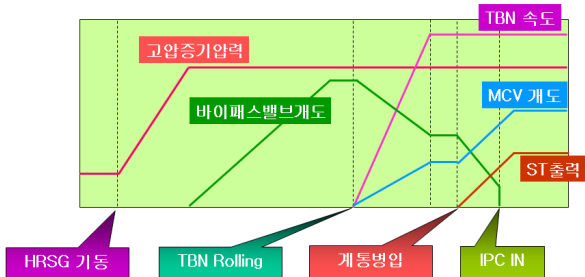 TBN 속도
고압증기압력
MCV 개도
바이패스밸브개도
ST출력
HRSG 기동
TBN Rolling
계통병입
IPC IN